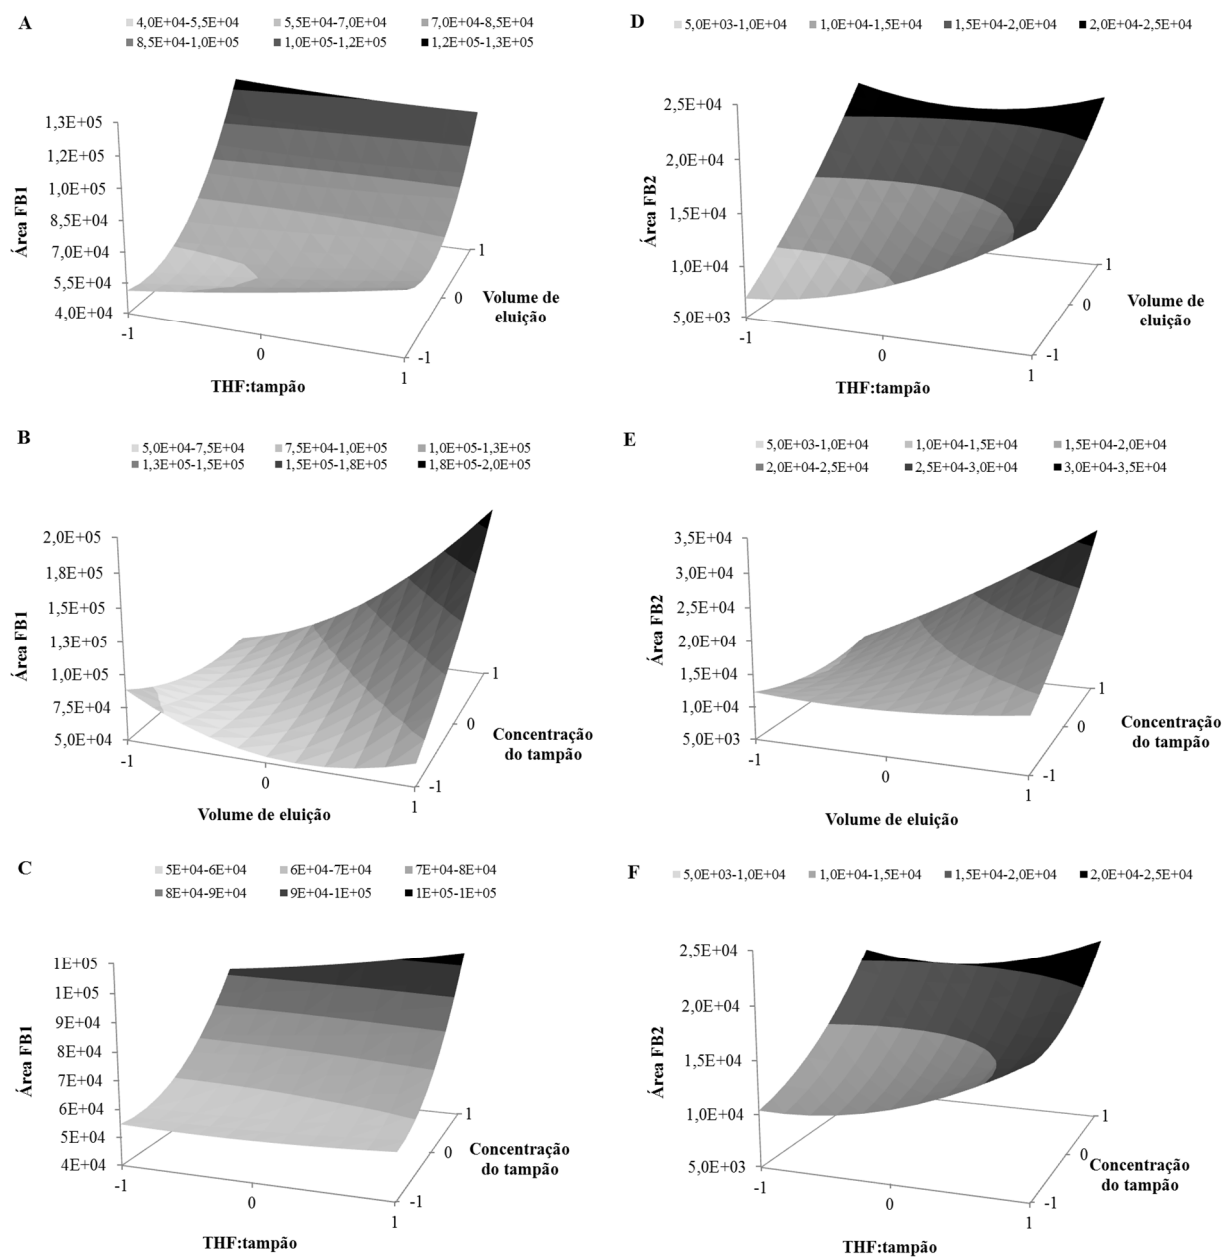 A
4,0E+04-5,5E+04 5,5E+04-7,0E+04 7,0E+04-8,5E+04
8,5E+04-1,0E+05 1,0E+05-1,2E+05 1,2E+05-1,3E+05
1,3E+05
1,2E+05
1,0E+05
8,5E+04
7,0E+04
5,5E+04
4,0E+04
Área FB1
-1
0
1
THF:tampão
1
0
-1
Volume de
eluição
D
5,0E+03-1,0E+04 1,0E+04-1,5E+04 1,5E+04-2,0E+04 2,0E+04-2,5E+04
2,5E+04
2,0E+04
1,5E+04
1,0E+04
5,0E+03
Área FB2
-1
0
1
THF:tampão
1
0
-1
Volume de
eluição
B
5,0E+04-7,5E+04 7,5E+04-1,0E+05 1,0E+05-1,3E+05
1,3E+05-1,5E+05 1,5E+05-1,8E+05 1,8E+05-2,0E+05
2,0E+05
1,8E+05
1,5E+05
1,3E+05
1,0E+05
7,5E+04
5,0E+04
Área FB1
-1
0
1
Volume de eluição
1
0
-1
Concentração
do tampão
E
5,0E+03-1,0E+04 1,0E+04-1,5E+04 1,5E+04-2,0E+04
2,0E+04-2,5E+04 2,5E+04-3,0E+04 3,0E+04-3,5E+04
3,5E+04
3,0E+04
2,5E+04
2,0E+04
1,5E+04
1,0E+04
5,0E+03
Área FB2
-1
0
1
Volume de eluição
1
0
-1
Concentração
do tampão
C
5E+04-6E+04 6E+04-7E+04 7E+04-8E+04
8E+04-9E+04 9E+04-1E+05 1E+05-1E+05
1E+05
1E+05
9E+04
8E+04
7E+04
6E+04
5E+04
4E+04
Área FB1
-1
0
1
THF:tampão
1
0
-1
Concentração
do tampão
F
5,0E+03-1,0E+04 1,0E+04-1,5E+04 1,5E+04-2,0E+04 2,0E+04-2,5E+04
2,5E+04
2,0E+04
1,5E+04
1,0E+04
5,0E+03
Área FB2
-1
0
1
THF:tampão
1
0
-1
Concentração
do tampão